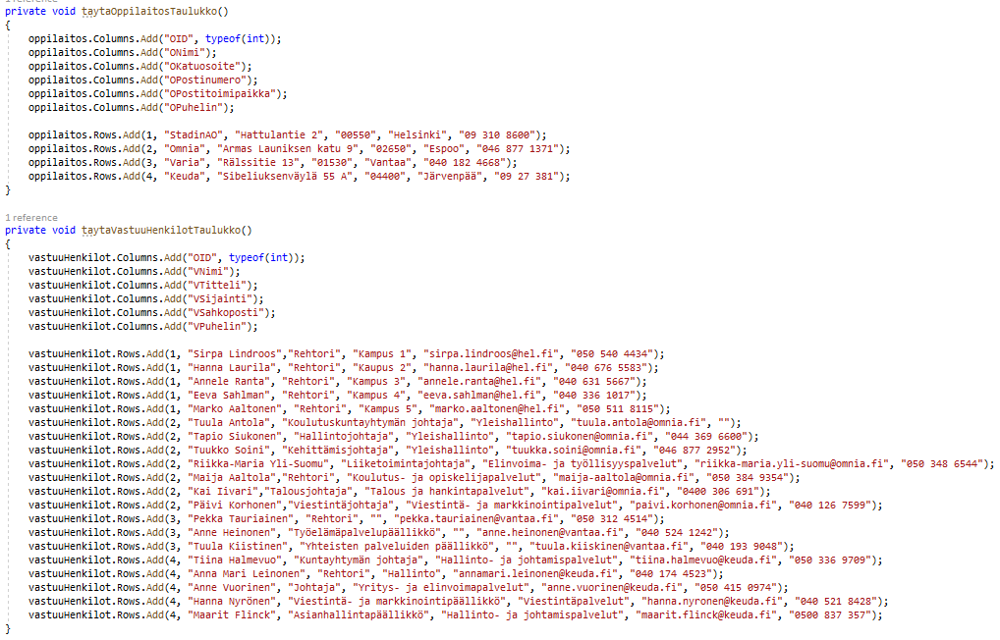 1 reference
private void taytaOppilaitosTaulukko()
{
    oppilaitos.Columns.Add("OID", typeof(int));
    oppilaitos.Columns.Add("ONimi");
    oppilaitos.Columns.Add("OKatuosoite");
    oppilaitos.Columns.Add("OPostinumero");
    oppilaitos.Columns.Add("OPostitoimipaikka");
    oppilaitos.Columns.Add("OPuhelin");

    oppilaitos.Rows.Add(1, "StadinAO", "Hattulantie 2", "00550", "Helsinki", "09 310 8600");
    oppilaitos.Rows.Add(2, "Omnia", "Armas Launiksen katu 9", "02650", "Espoo", "046 877 1371");
    oppilaitos.Rows.Add(3, "Varia", "Rälssitie 13", "01530", "Vantaa", "040 182 4668");
    oppilaitos.Rows.Add(4, "Keuda", "Sibeliuksenväylä 55 A", "04400", "Järvenpää", "09 27 381");
}

1 reference
private void taytaVastuuHenkilotTaulukko()
{
    vastuuHenkilot.Columns.Add("OID", typeof(int));
    vastuuHenkilot.Columns.Add("VNimi");
    vastuuHenkilot.Columns.Add("VTitteli");
    vastuuHenkilot.Columns.Add("VSijainti");
    vastuuHenkilot.Columns.Add("VSahkoposti");
    vastuuHenkilot.Columns.Add("VPuhelin");

    vastuuHenkilot.Rows.Add(1, "Sirpa Lindroos","Rehtori", "Kampus 1", "sirpa.lindroos@hel.fi", "050 540 4434");
    vastuuHenkilot.Rows.Add(1, "Hanna Laurila", "Rehtori", "Kaupus 2", "hanna.laurila@hel.fi", "040 676 5583");
    vastuuHenkilot.Rows.Add(1, "Annele Ranta", "Rehtori", "Kampus 3", "annele.ranta@hel.fi", "040 631 5667");
    vastuuHenkilot.Rows.Add(1, "Eeva Sahlman", "Rehtori", "Kampus 4", "eeva.sahlman@hel.fi", "040 336 1017");
    vastuuHenkilot.Rows.Add(1, "Marko Aaltonen", "Rehtori", "Kampus 5", "marko.aaltonen@hel.fi", "050 511 8115");
    vastuuHenkilot.Rows.Add(2, "Tuula Antola", "Koulutuskuntayhtymän johtaja", "Yleishallinto", "tuula.antola@omnia.fi", "");
    vastuuHenkilot.Rows.Add(2, "Tapio Siukonen", "Hallintojohtaja", "Yleishallinto", "tapio.siukonen@omnia.fi", "044 369 6600");
    vastuuHenkilot.Rows.Add(2, "Tuukko Soini", "Kehittämisjohtaja", "Yleishallinto", "tuukka.soini@omnia.fi", "046 877 2952");
    vastuuHenkilot.Rows.Add(2, "Riikka-Maria Yli-Suomu", "Liiketoimintajohtaja", "Elinvoima- ja työllisyyspalvelut", "riikka-maria.yli-suomu@omnia.fi", "050 348 6544");
    vastuuHenkilot.Rows.Add(2, "Maija Aaltola","Rehtori", "Koulutus- ja opiskelijapalvelut", "maija-aaltola@omnia.fi", "050 384 9354");
    vastuuHenkilot.Rows.Add(2, "Kai Iivari","Talousjohtaja", "Talous ja hankintapalvelut", "kai.iivari@omnia.fi", "0400 306 691");
    vastuuHenkilot.Rows.Add(2, "Päivi Korhonen","Viestintäjohtaja", "Viestintä- ja markkinointipalvelut", "paivi.korhonen@omnia.fi", "040 126 7599");
    vastuuHenkilot.Rows.Add(3, "Pekka Tauriainen", "Rehtori", "", "pekka.tauriainen@vantaa.fi", "050 312 4514");
    vastuuHenkilot.Rows.Add(3, "Anne Heinonen", "Työelämäpalvelupäällikkö", "", "anne.heinonen@vantaa.fi", "040 524 1242");
    vastuuHenkilot.Rows.Add(3, "Tuula Kiistinen", "Yhteisten palveluiden päällikkö", "", "tuula.kiiskinen@vantaa.fi", "040 193 9048");
    vastuuHenkilot.Rows.Add(4, "Tiina Halmevuo", "Kuntayhtymän johtaja", "Hallinto- ja johtamispalvelut", "tiina.halmevuo@keuda.fi", "050 336 9709");
    vastuuHenkilot.Rows.Add(4, "Anna Mari Leinonen", "Rehtori", "Hallinto", "annamari.leinonen@keuda.fi", "040 174 4523");
    vastuuHenkilot.Rows.Add(4, "Anne Vuorinen", "Johtaja", "Yritys- ja elinvoimapalvelut", "anne.vuorinen@keuda.fi", "050 415 0974");
    vastuuHenkilot.Rows.Add(4, "Hanna Nyrönen", "Viestintä- ja markkinointipäällikkö", "Viestintäpalvelut", "hanna.nyronen@keuda.fi", "040 521 8428");
    vastuuHenkilot.Rows.Add(4, "Maarit Flinck", "Asianhallintapäällikkö", "Hallinto- ja johtamispalvelut", "maarit.flinck@keuda.fi", "0500 837 357");
}